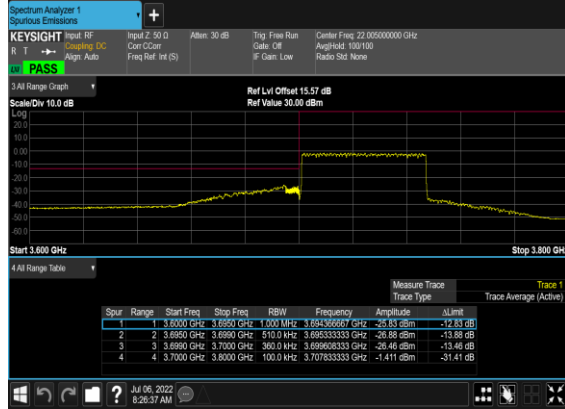 Spectrum Analyzer 1
Spurious Emissions
+
KEYSIGHT Input: RF Input Z: 50 Ω Atten: 30 dB Trig: Free Run Center Freq: 22.005000000 GHz
R T Coupling: DC Corr CCorr Gate: Off Avg|Hold: 100/100
Align: Auto Freq Ref: Int (S) IF Gain: Low Radio Std: None
PASS
3 All Range Graph
Ref Lvl Offset 15.57 dB
Scale/Div 10.0 dB Ref Value 30.00 dBm
Log
20.0
10.0
0.00
-10.0
-20.0
-30.0
-40.0
-50.0
-60.0
Start 3.600 GHz Stop 3.800 GHz
4 All Range Table
Measure Trace Trace 1
Trace Type Trace Average (Active)
Spur Range Start Freq Stop Freq RBW Frequency Amplitude ΔLimit
1 1 3.6000 GHz 3.6950 GHz 1.000 MHz 3.694366667 GHz -25.83 dBm -12.83 dB
2 2 3.6950 GHz 3.6990 GHz 510.0 kHz 3.695333333 GHz -26.88 dBm -13.88 dB
3 3 3.6990 GHz 3.7000 GHz 360.0 kHz 3.699608333 GHz -26.46 dBm -13.46 dB
4 4 3.7000 GHz 3.8000 GHz 100.0 kHz 3.707833333 GHz -1.411 dBm -31.41 dB
? Jul 06, 2022
8:26:37 AM